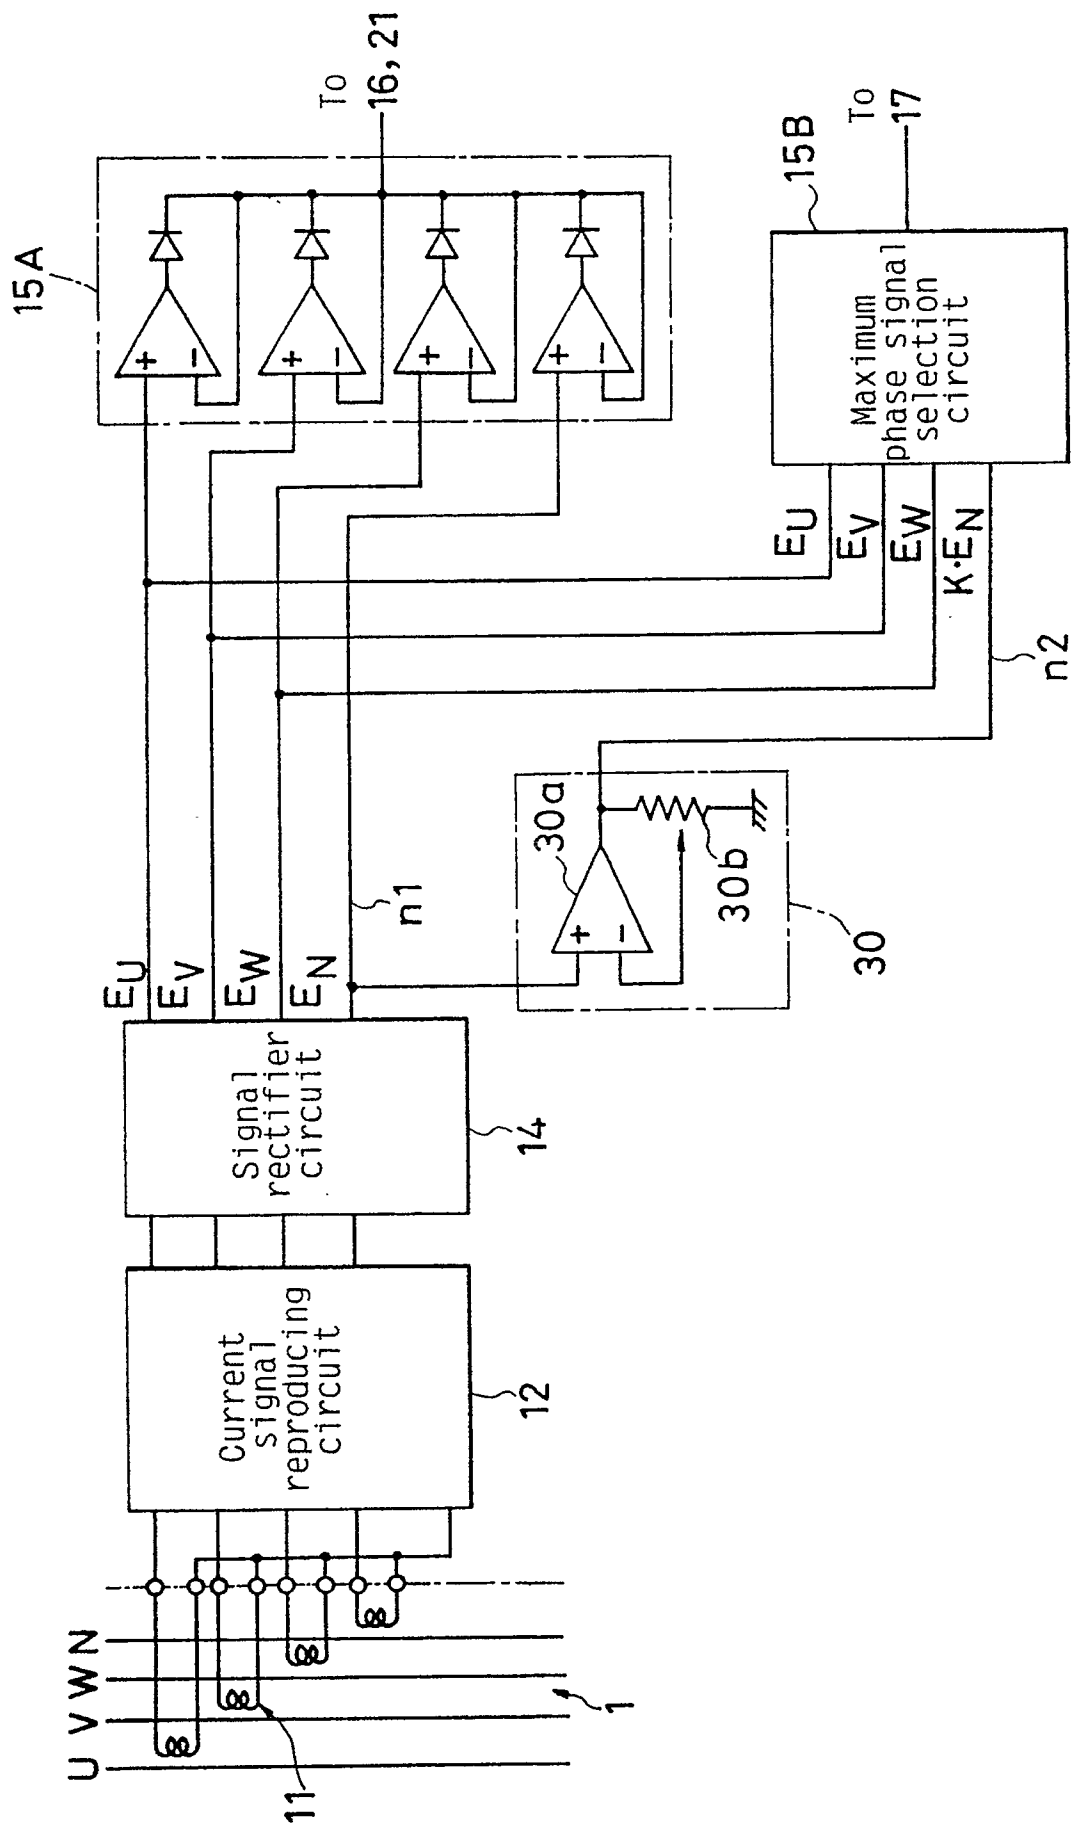 U
V
W
N
1
11
Current
signal
reproducing
circuit
12
Signal
rectifier
circuit
14
EU
EV
EW
EN
n1
15A
+
−
+
−
+
−
+
−
To
16, 21
30a
+
−
30b
30
n2
EU
EV
EW
K·EN
Maximum
phase signal
selection
circuit
15B
To
17